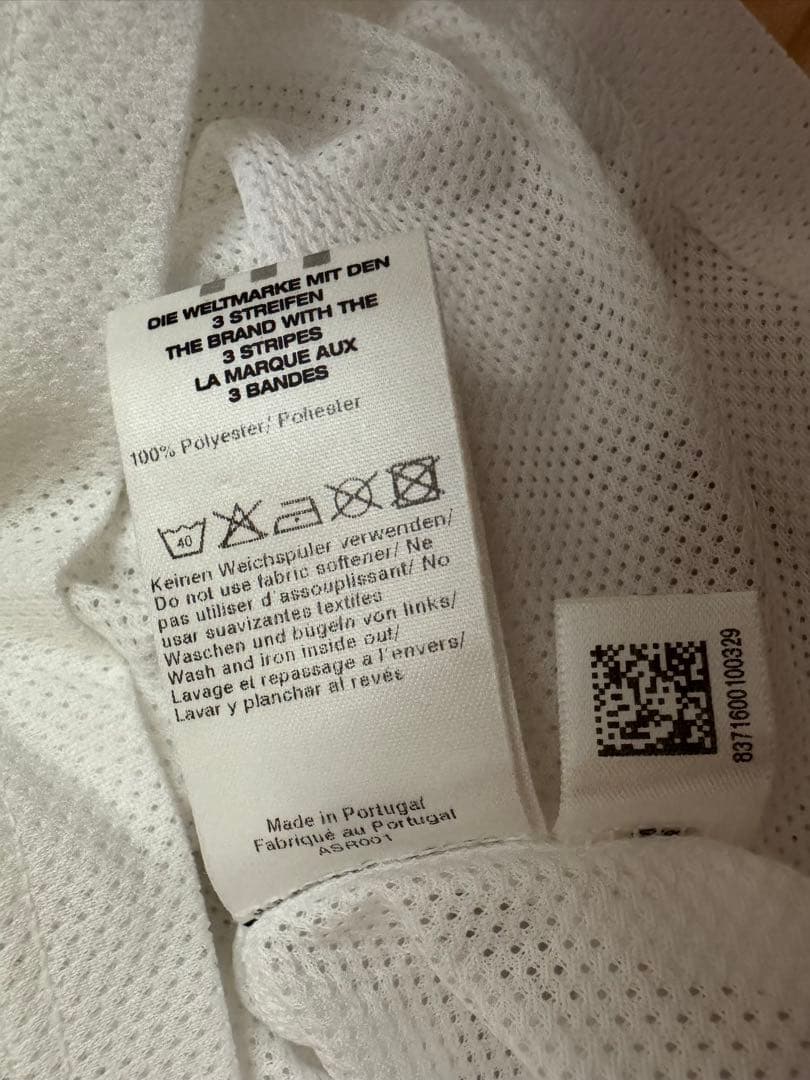 DIE WELTMARKE MIT DEN
3 STREIFEN
THE BRAND WITH THE
3 STRIPES
LA MARQUE AUX
3 BANDES
100% Polyester/ Poliester
40
Keinen Weichspüler verwenden/
Do not use fabric softener/ Ne
pas utiliser d'assouplissant/ No
usar suavizantes textiles
Waschen und bügeln von links/
Wash and iron inside out/
Lavage et repassage a l'envers/
Lavar y planchar al revés
Made in Portugal
Fabriqué au Portugal
ASR001
8371600100329